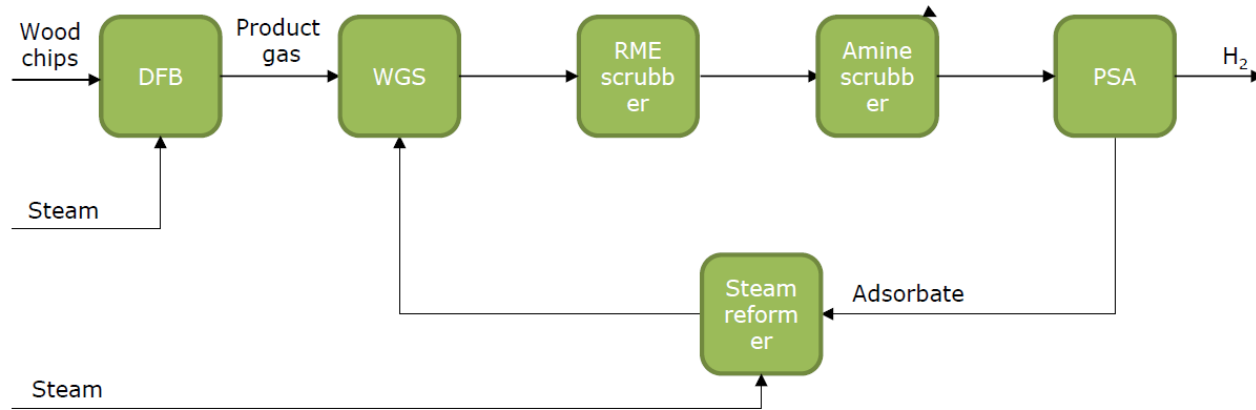 Wood
chips
DFB
Product
gas
WGS
RME
scrubb
er
Amine
scrubb
er
PSA
H₂
Steam
Steam
reform
er
Adsorbate
Steam